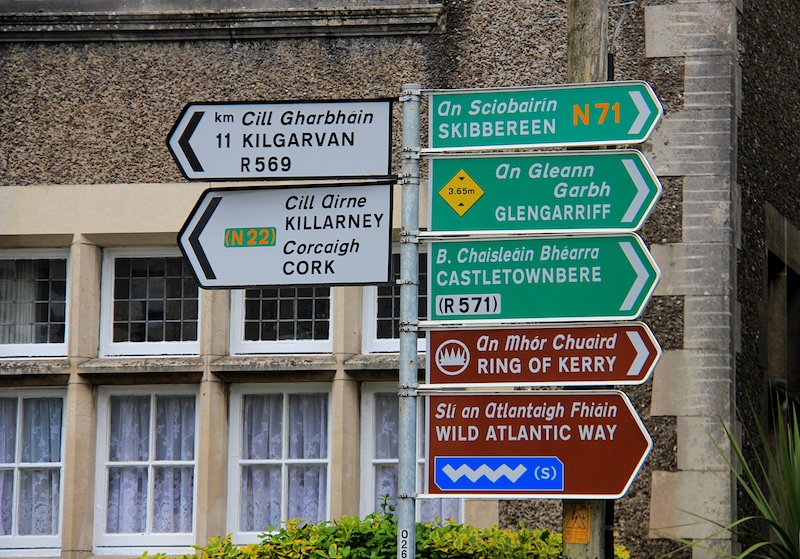 km Cill Gharbháin
11 KILGARVAN
R569
Cill Airne
KILLARNEY
(N22)
Corcaigh
CORK
An Sciobairín
SKIBBEREEN
N71
3.65m
An Gleann
Garbh
GLENGARRIFF
B. Chaisleáin Bhéarra
CASTLETOWNBERE
(R571)
An Mhór Chuaird
RING OF KERRY
Slí an Atlantaigh Fhiáin
WILD ATLANTIC WAY
(S)
026